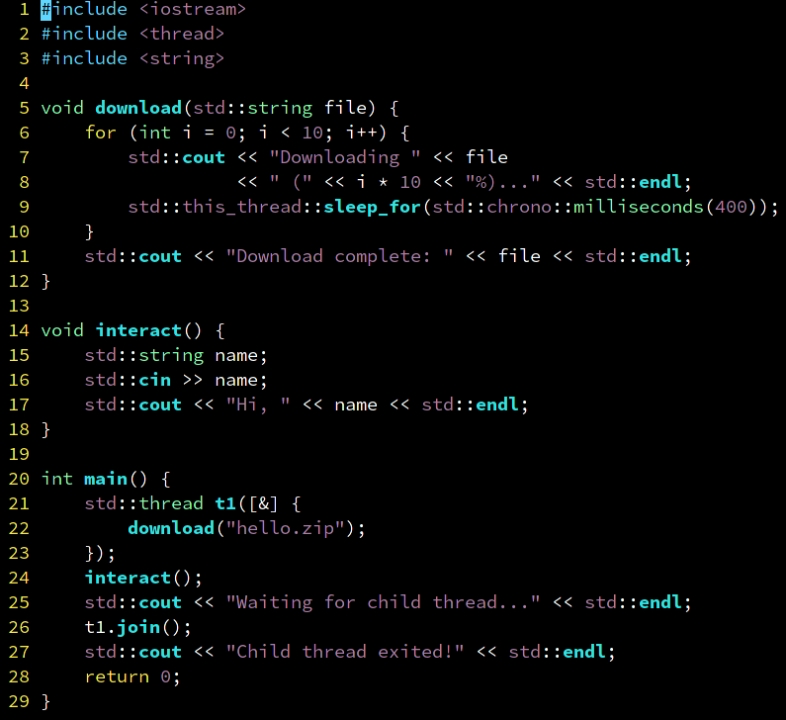 1 #include <iostream>
2 #include <thread>
3 #include <string>
4
5 void download(std::string file) {
6     for (int i = 0; i < 10; i++) {
7         std::cout << "Downloading " << file
8                   << " (" << i * 10 << "%)..." << std::endl;
9         std::this_thread::sleep_for(std::chrono::milliseconds(400));
10     }
11     std::cout << "Download complete: " << file << std::endl;
12 }
13
14 void interact() {
15     std::string name;
16     std::cin >> name;
17     std::cout << "Hi, " << name << std::endl;
18 }
19
20 int main() {
21     std::thread t1([&] {
22         download("hello.zip");
23     });
24     interact();
25     std::cout << "Waiting for child thread..." << std::endl;
26     t1.join();
27     std::cout << "Child thread exited!" << std::endl;
28     return 0;
29 }